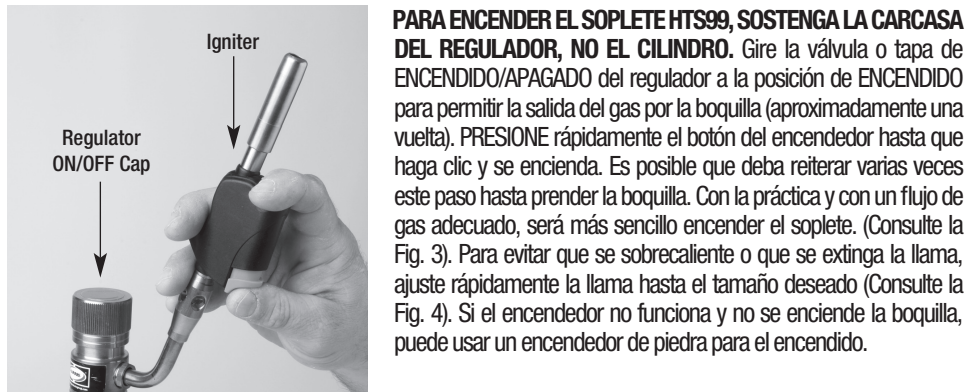 Igniter
Regulator
ON/OFF Cap
PARA ENCENDER EL SOPLETE HTS99, SOSTENGA LA CARCASA
DEL REGULADOR, NO EL CILINDRO. Gire la válvula o tapa de
ENCENDIDO/APAGADO del regulador a la posición de ENCENDIDO
para permitir la salida del gas por la boquilla (aproximadamente una
vuelta). PRESIONE rápidamente el botón del encendedor hasta que
haga clic y se encienda. Es posible que deba reiterar varias veces
este paso hasta prender la boquilla. Con la práctica y con un flujo de
gas adecuado, será más sencillo encender el soplete. (Consulte la
Fig. 3). Para evitar que se sobrecaliente o que se extinga la llama,
ajuste rápidamente la llama hasta el tamaño deseado (Consulte la
Fig. 4). Si el encendedor no funciona y no se enciende la boquilla,
puede usar un encendedor de piedra para el encendido.